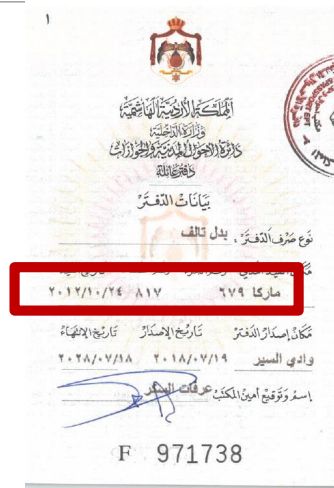 ١
المملكة الأردنية الهاشمية
وزارة الداخلية
دائرة الأحوال المدنية والجوازات
دفتر عائلة
بيانات الدفتر
نوع صرف الدفتر، بدل تالف
ماركا ٦٧٩ ٨١٧ ٢٠١٢/١٠/٢٤
مكان إصدار الدفتر تاريخ الإصدار تاريخ الإنتهاء
وادي السير ٢٠١٨/٠٧/١٩ ٢٠٢٨/٠٧/١٨
إسم وتوقيع أمين المكتب عرفات
F 971738